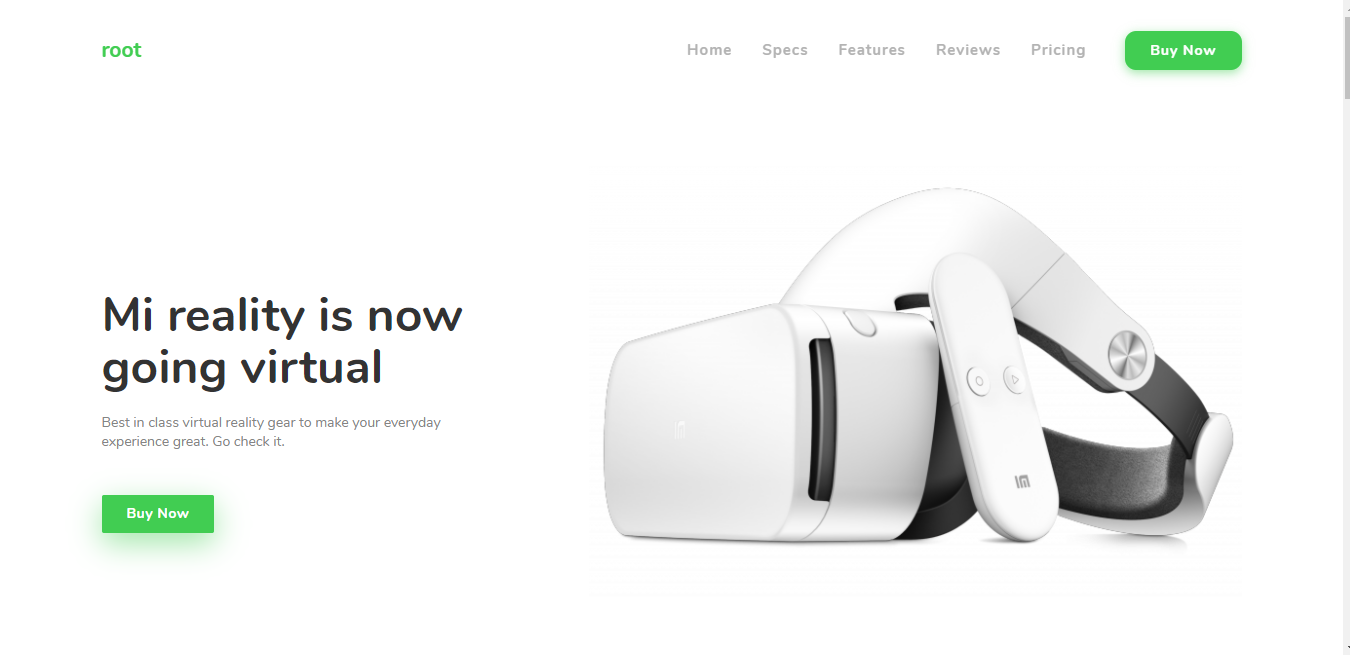 root
Home Specs Features Reviews Pricing Buy Now
Mi reality is now
going virtual
Best in class virtual reality gear to make your everyday
experience great. Go check it.
Buy Now